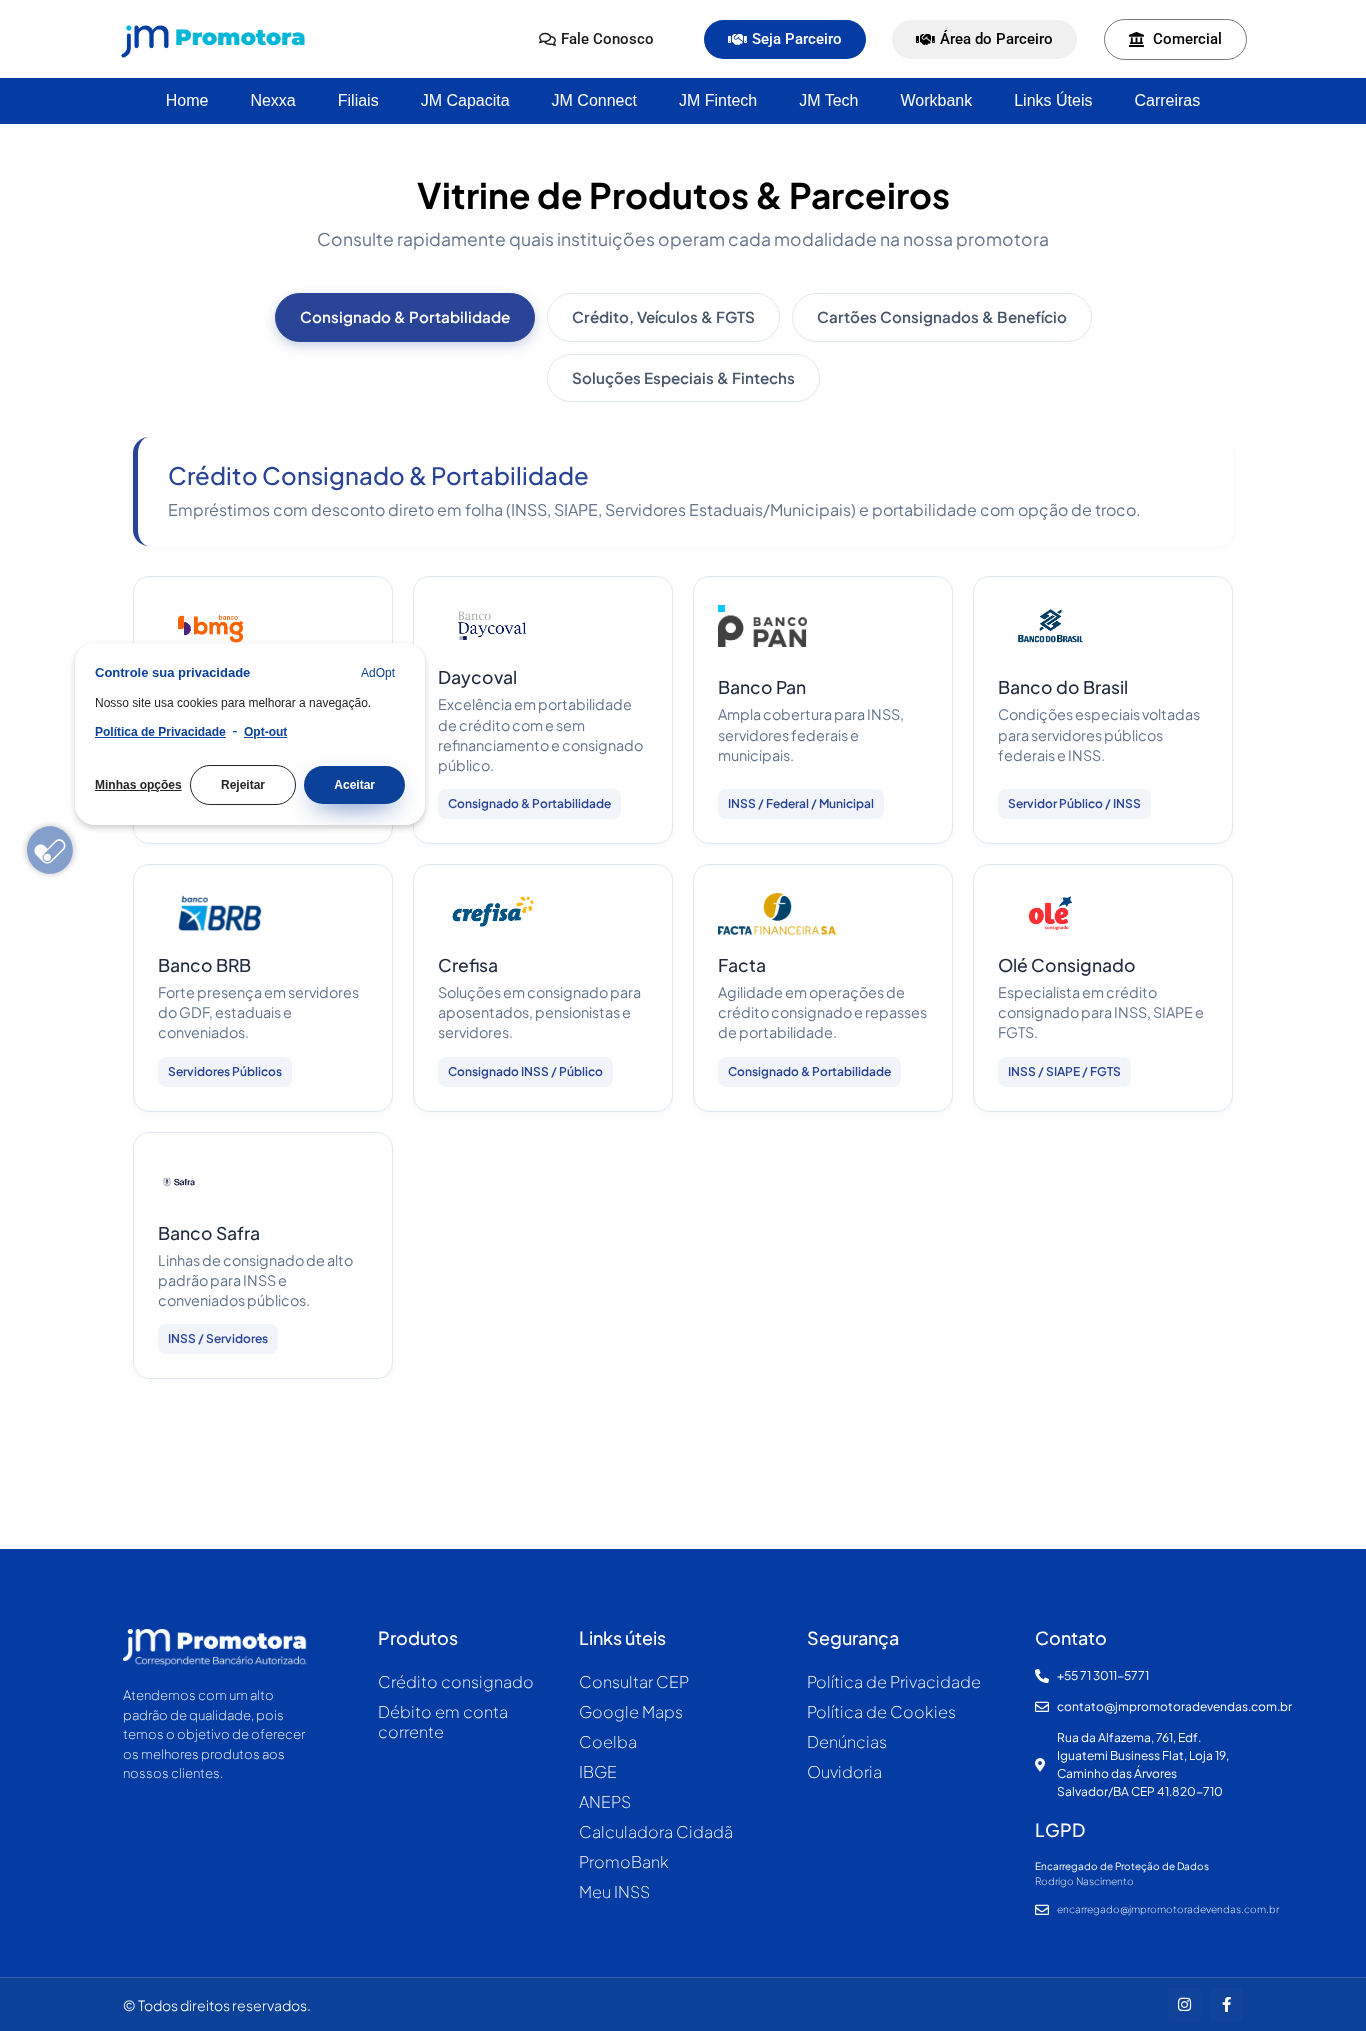 jm Promotora
Fale Conosco
Seja Parceiro
Área do Parceiro
Comercial
Home Nexxa Filiais JM Capacita JM Connect JM Fintech JM Tech Workbank Links Úteis Carreiras
Vitrine de Produtos & Parceiros
Consulte rapidamente quais instituições operam cada modalidade na nossa promotora
Consignado & Portabilidade
Crédito, Veículos & FGTS
Cartões Consignados & Benefício
Soluções Especiais & Fintechs
Crédito Consignado & Portabilidade
Empréstimos com desconto direto em folha (INSS, SIAPE, Servidores Estaduais/Municipais) e portabilidade com opção de troco.
banco
bmg
Controle sua privacidade
AdOpt
Nosso site usa cookies para melhorar a navegação.
Política de Privacidade - Opt-out
Minhas opções
Rejeitar
Aceitar
Banco
Daycoval
Daycoval
Excelência em portabilidade
de crédito com e sem
refinanciamento e consignado
público.
Consignado & Portabilidade
BANCO
PAN
Banco Pan
Ampla cobertura para INSS,
servidores federais e
municipais.
INSS / Federal / Municipal
BANCO DO BRASIL
Banco do Brasil
Condições especiais voltadas
para servidores públicos
federais e INSS.
Servidor Público / INSS
banco
BRB
Banco BRB
Forte presença em servidores
do GDF, estaduais e
conveniados.
Servidores Públicos
crefisa
Crefisa
Soluções em consignado para
aposentados, pensionistas e
servidores.
Consignado INSS / Público
FACTA FINANCEIRA S.A.
Facta
Agilidade em operações de
crédito consignado e repasses
de portabilidade.
Consignado & Portabilidade
olé
consignado
Olé Consignado
Especialista em crédito
consignado para INSS, SIAPE e
FGTS.
INSS / SIAPE / FGTS
Safra
Banco Safra
Linhas de consignado de alto
padrão para INSS e
conveniados públicos.
INSS / Servidores
jm Promotora
Correspondente Bancário Autorizado.
Atendemos com um alto
padrão de qualidade, pois
temos o objetivo de oferecer
os melhores produtos aos
nossos clientes.
Produtos
Crédito consignado
Débito em conta
corrente
Links úteis
Consultar CEP
Google Maps
Coelba
IBGE
ANEPS
Calculadora Cidadã
PromoBank
Meu INSS
Segurança
Política de Privacidade
Política de Cookies
Denúncias
Ouvidoria
Contato
+55 71 3011-5771
contato@jmpromotoradevendas.com.br
Rua da Alfazema, 761, Edf.
Iguatemi Business Flat, Loja 19,
Caminho das Árvores
Salvador/BA CEP 41.820-710
LGPD
Encarregado de Proteção de Dados
Rodrigo Nascimento
encarregado@jmpromotoradevendas.com.br
© Todos direitos reservados.